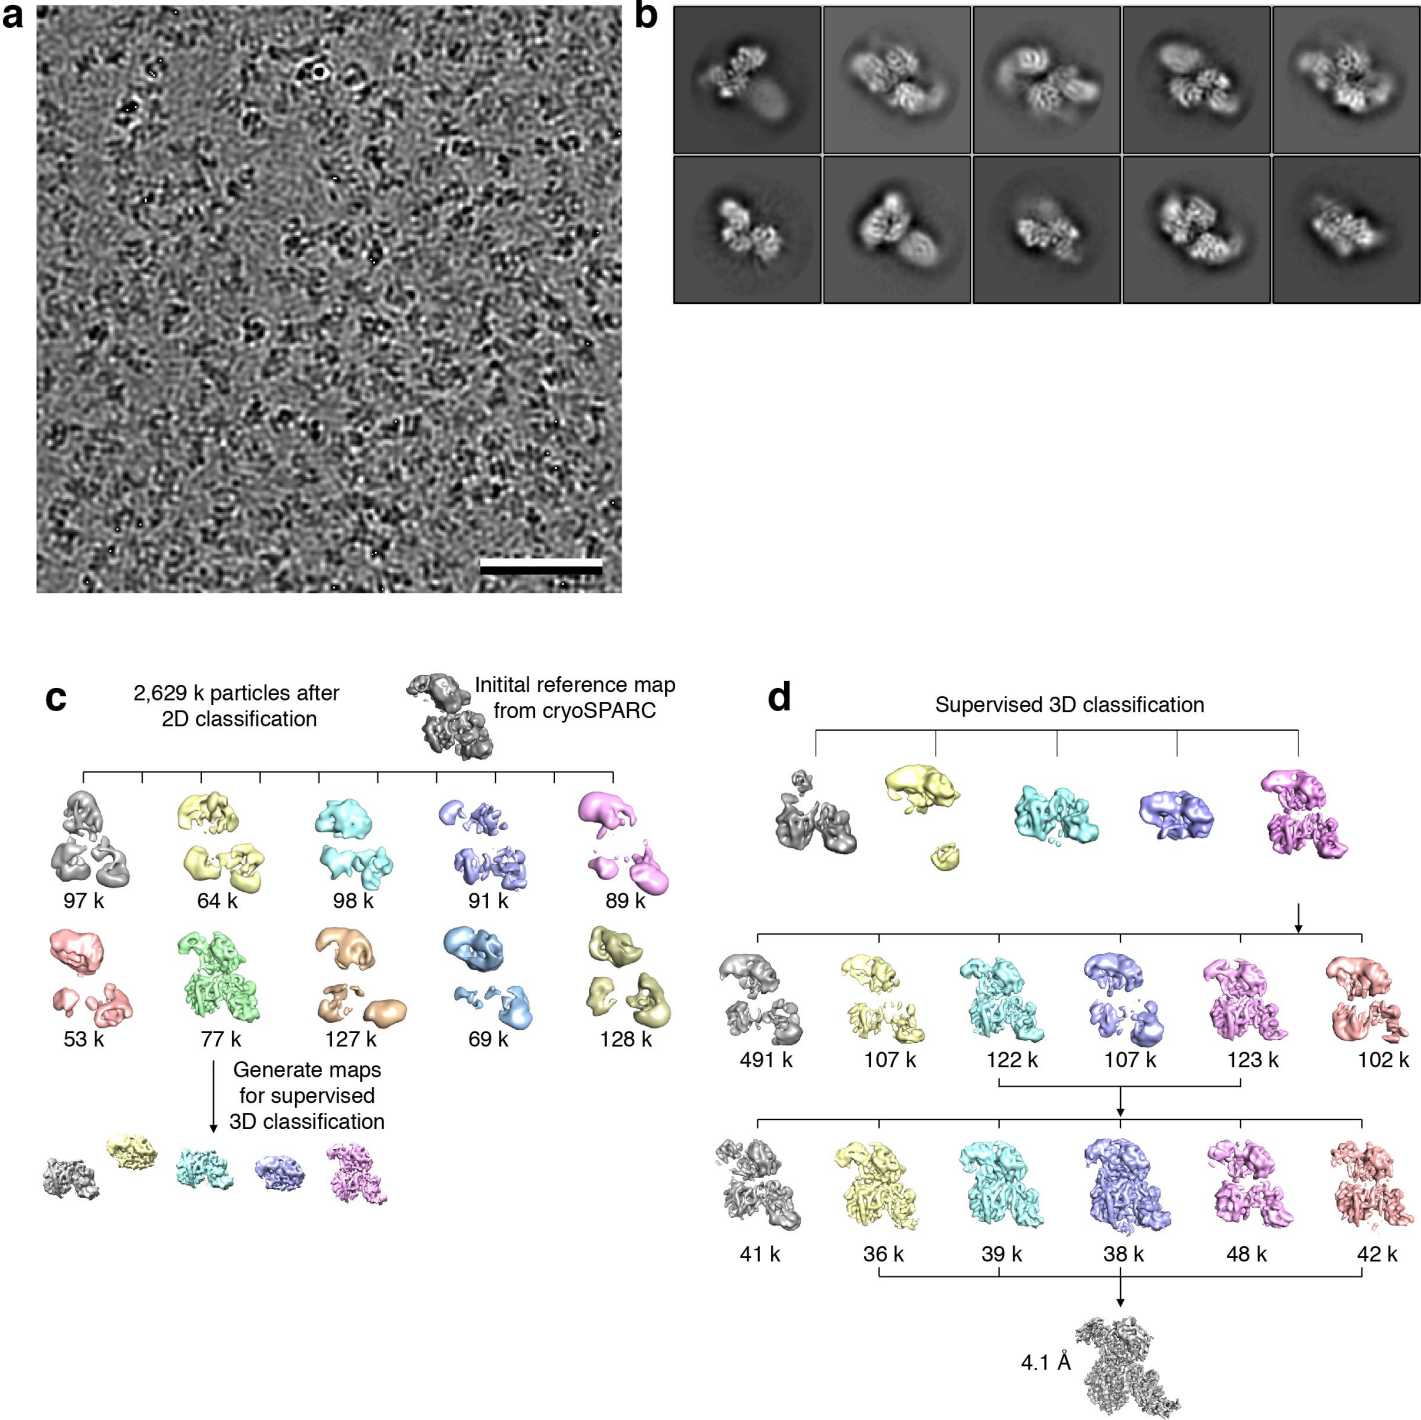 a
b
c
2,629 k particles after
2D classification
Initital reference map
from cryoSPARC
97 k
64 k
98 k
91 k
89 k
53 k
77 k
127 k
69 k
128 k
Generate maps
for supervised
3D classification
d
Supervised 3D classification
491 k
107 k
122 k
107 k
123 k
102 k
41 k
36 k
39 k
38 k
48 k
42 k
4.1 Å